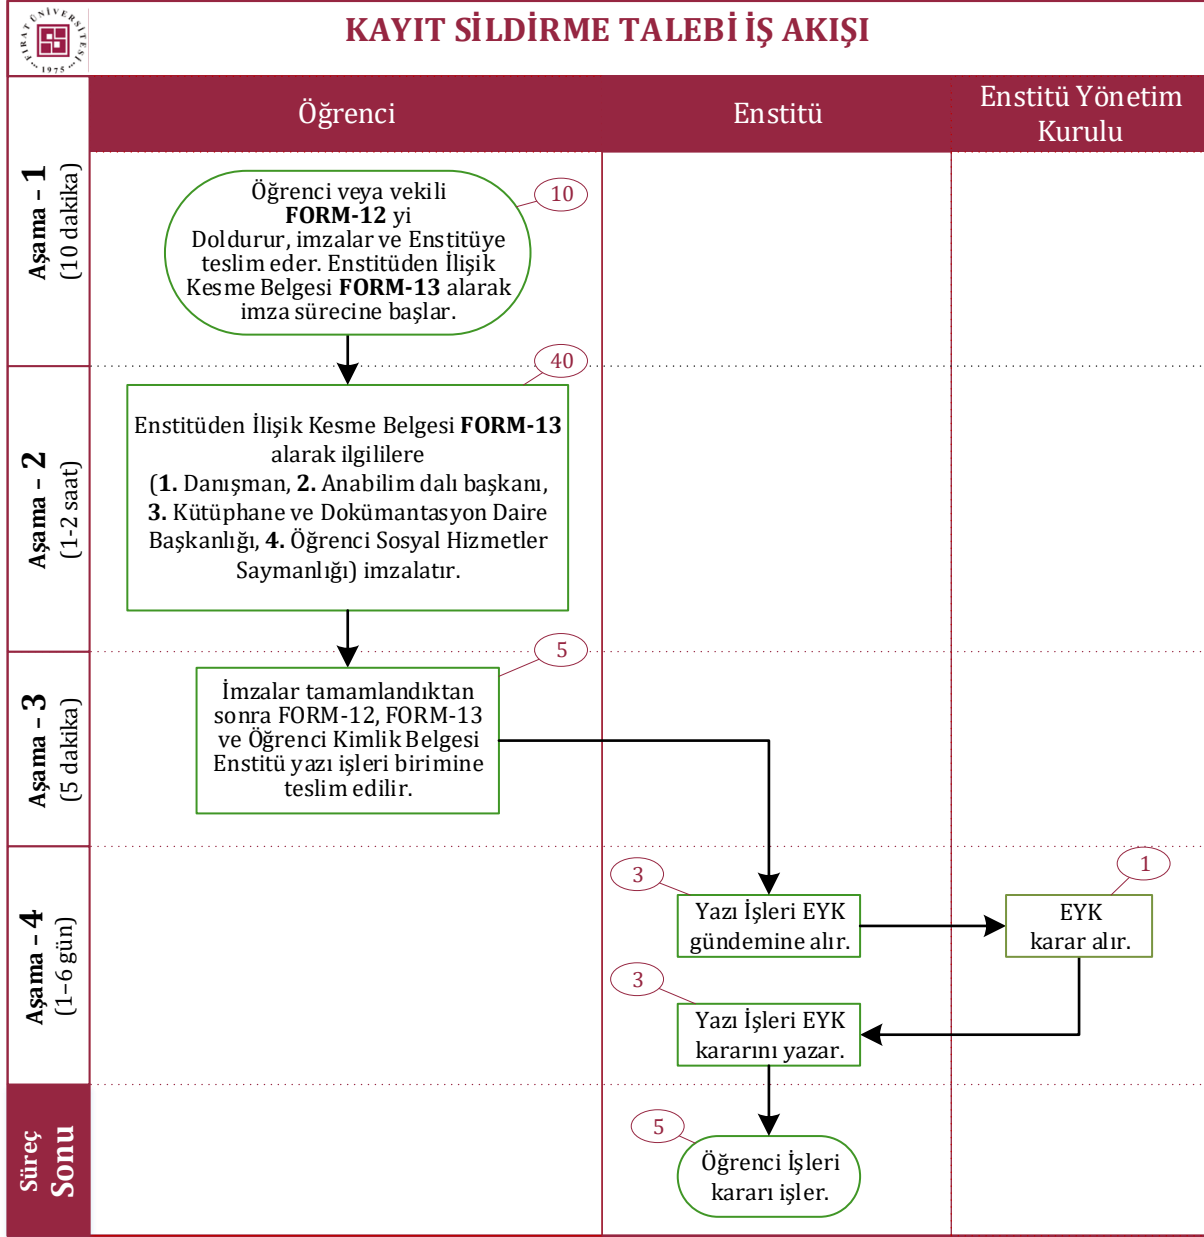 FIRAT ÜNİVERSİTESİ
1975
KAYIT SİLDİRME TALEBİ İŞ AKIŞI
Öğrenci
Enstitü
Enstitü Yönetim
Kurulu
Aşama – 1
(10 dakika)
Öğrenci veya vekili
FORM-12 yi
Doldurur, imzalar ve Enstitüye
teslim eder. Enstitüden İlişik
Kesme Belgesi FORM-13 alarak
imza sürecine başlar.
10
Aşama – 2
(1-2 saat)
40
Enstitüden İlişik Kesme Belgesi FORM-13
alarak ilgililere
(1. Danışman, 2. Anabilim dalı başkanı,
3. Kütüphane ve Dokümantasyon Daire
Başkanlığı, 4. Öğrenci Sosyal Hizmetler
Saymanlığı) imzalatır.
Aşama – 3
(5 dakika)
5
İmzalar tamamlandıktan
sonra FORM-12, FORM-13
ve Öğrenci Kimlik Belgesi
Enstitü yazı işleri birimine
teslim edilir.
Aşama – 4
(1–6 gün)
3
Yazı İşleri EYK
gündemine alır.
1
EYK
karar alır.
3
Yazı İşleri EYK
kararını yazar.
Süreç
Sonu
5
Öğrenci İşleri
kararı işler.